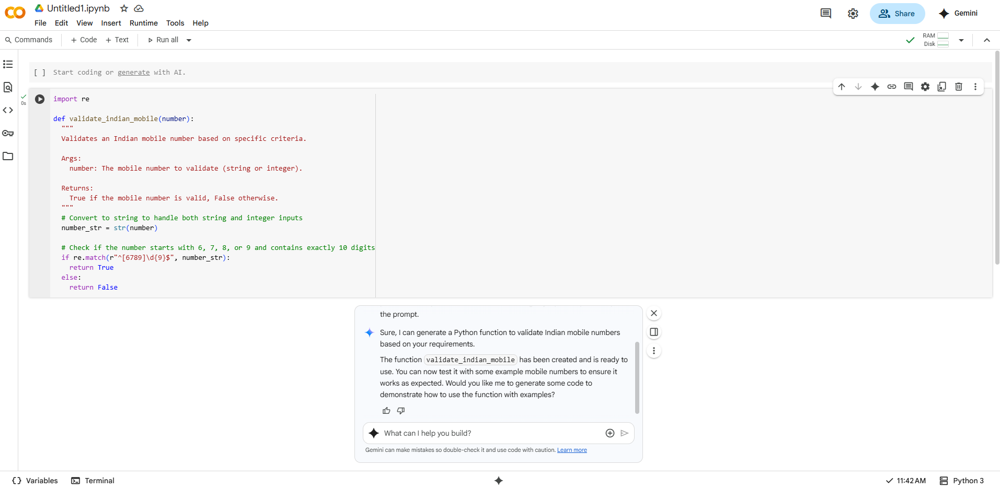 Untitled1.ipynb
File Edit View Insert Runtime Tools Help
Share
Gemini
Commands + Code + Text Run all
RAM
Disk
[ ] Start coding or generate with AI.
0s
import re
def validate_indian_mobile(number):
"""
Validates an Indian mobile number based on specific criteria.
Args:
number: The mobile number to validate (string or integer).
Returns:
True if the mobile number is valid, False otherwise.
"""
# Convert to string to handle both string and integer inputs
number_str = str(number)
# Check if the number starts with 6, 7, 8, or 9 and contains exactly 10 digits
if re.match(r"^[6789]\d{9}$", number_str):
return True
else:
return False
the prompt.
Sure, I can generate a Python function to validate Indian mobile numbers
based on your requirements.
The function validate_indian_mobile has been created and is ready to
use. You can now test it with some example mobile numbers to ensure it
works as expected. Would you like me to generate some code to
demonstrate how to use the function with examples?
What can I help you build?
Gemini can make mistakes so double-check it and use code with caution. Learn more
Variables Terminal
11:42 AM Python 3